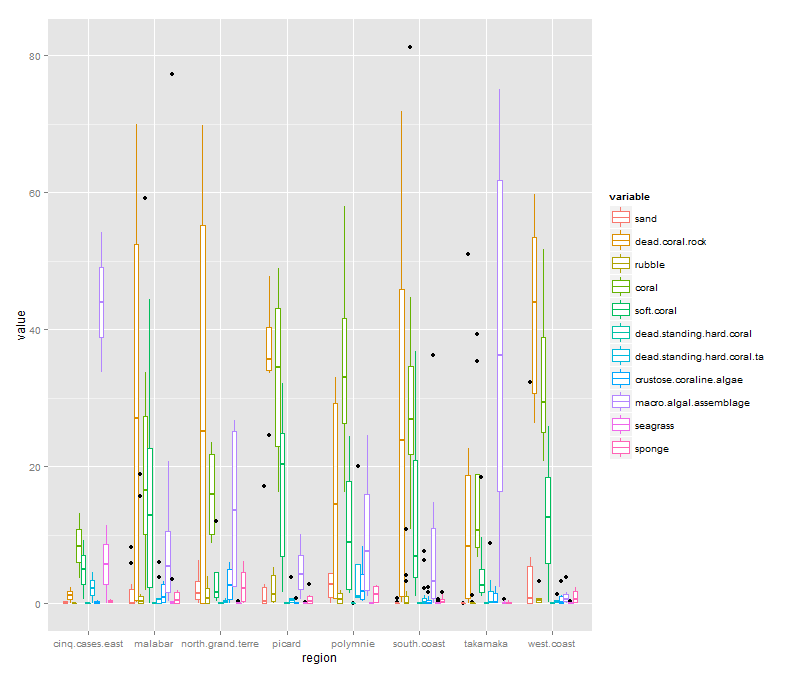 value
80
60
40
20
0
cinq.cases.east malabar north.grand.terre picard polymnie south.coast takamaka west.coast
region
variable
sand
dead.coral.rock
rubble
coral
soft.coral
dead.standing.hard.coral
dead.standing.hard.coral.ta
crustose.coraline.algae
macro.algal.assemblage
seagrass
sponge